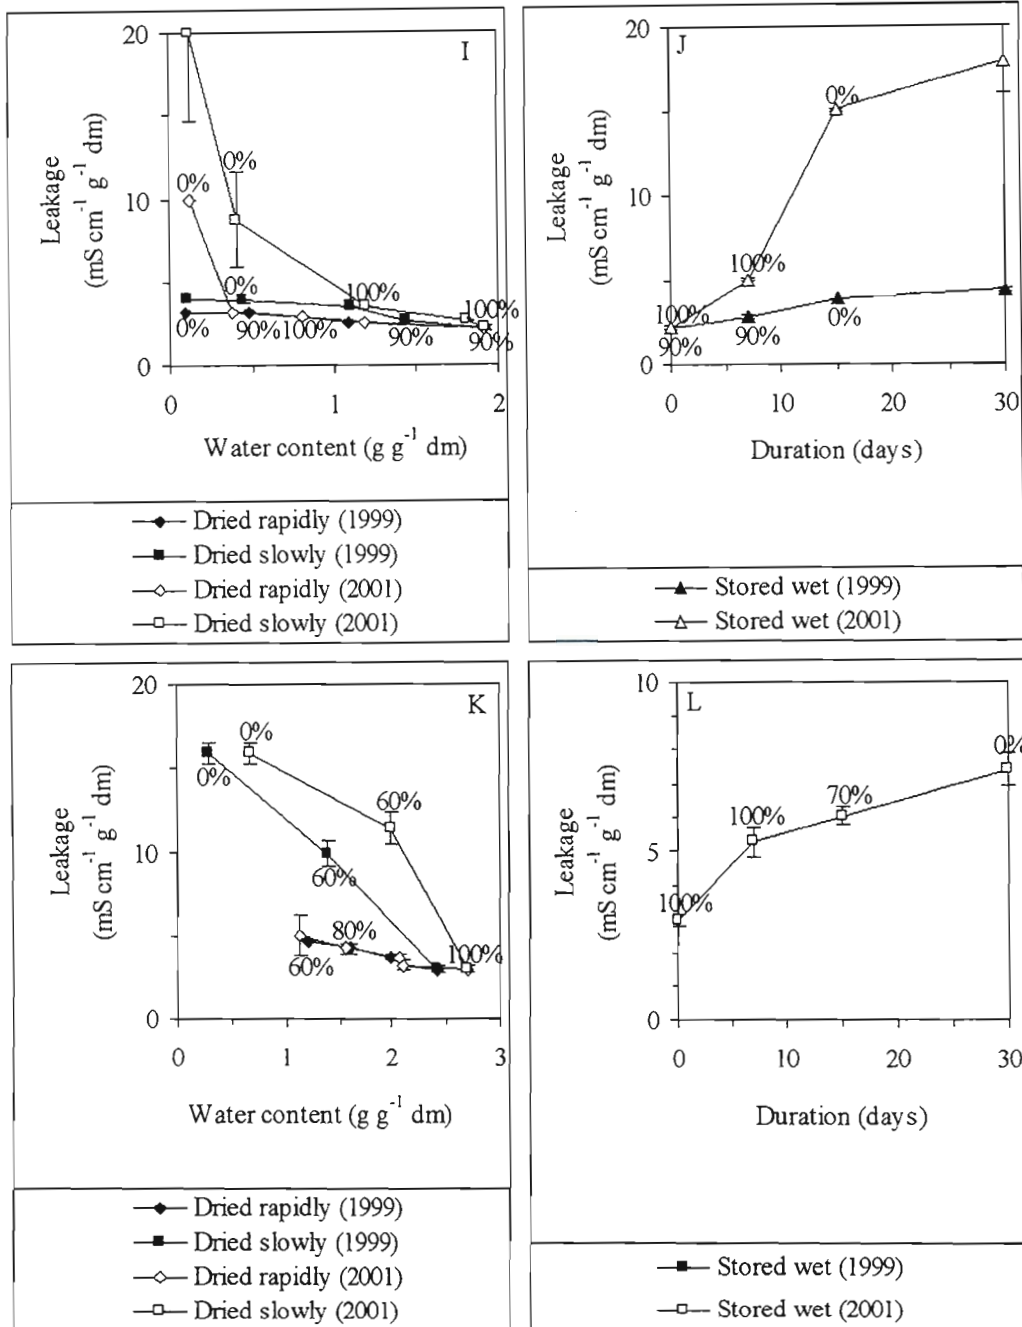 I
20
10
0
Leakage
(mS cm⁻¹ g⁻¹ dm)
0%
0%
0%
100%
100%
0%
90%
100%
90%
90%
0
1
2
Water content (g g⁻¹ dm)
Dried rapidly (1999)
Dried slowly (1999)
Dried rapidly (2001)
Dried slowly (2001)
J
20
10
0
Leakage
(mS cm⁻¹ g⁻¹ dm)
0%
100%
100%
90%
90%
0%
0
10
20
30
Duration (days)
Stored wet (1999)
Stored wet (2001)
K
20
10
0
Leakage
(mS cm⁻¹ g⁻¹ dm)
0%
0%
60%
60%
80%
60%
100%
0
1
2
3
Water content (g g⁻¹ dm)
Dried rapidly (1999)
Dried slowly (1999)
Dried rapidly (2001)
Dried slowly (2001)
L
10
5
0
Leakage
(mS cm⁻¹ g⁻¹ dm)
0%
70%
100%
100%
0
10
20
30
Duration (days)
Stored wet (1999)
Stored wet (2001)